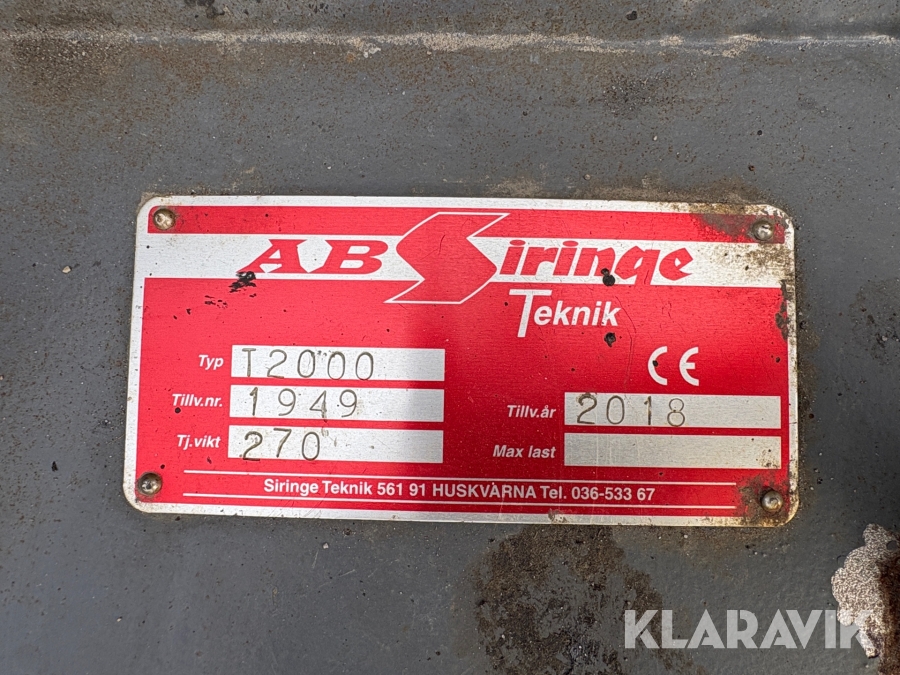 AB Siringe
Teknik
CE
Typ T2000
Tillv.nr. 1949
Tillv.år 2018
Tj.vikt 270
Max last
Siringe Teknik 561 91 HUSKVARNA Tel. 036-533 67
KLARAVIK